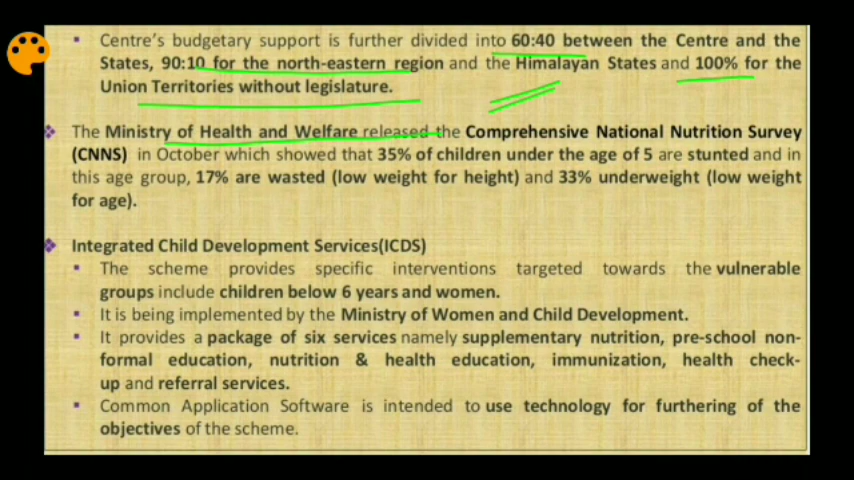 Centre’s budgetary support is further divided into 60:40 between the Centre and the
States, 90:10 for the north-eastern region and the Himalayan States and 100% for the
Union Territories without legislature.
The Ministry of Health and Welfare released the Comprehensive National Nutrition Survey
(CNNS) in October which showed that 35% of children under the age of 5 are stunted and in
this age group, 17% are wasted (low weight for height) and 33% underweight (low weight
for age).
Integrated Child Development Services(ICDS)
The scheme provides specific interventions targeted towards the vulnerable
groups include children below 6 years and women.
It is being implemented by the Ministry of Women and Child Development.
It provides a package of six services namely supplementary nutrition, pre-school non-
formal education, nutrition & health education, immunization, health check-
up and referral services.
Common Application Software is intended to use technology for furthering of the
objectives of the scheme.